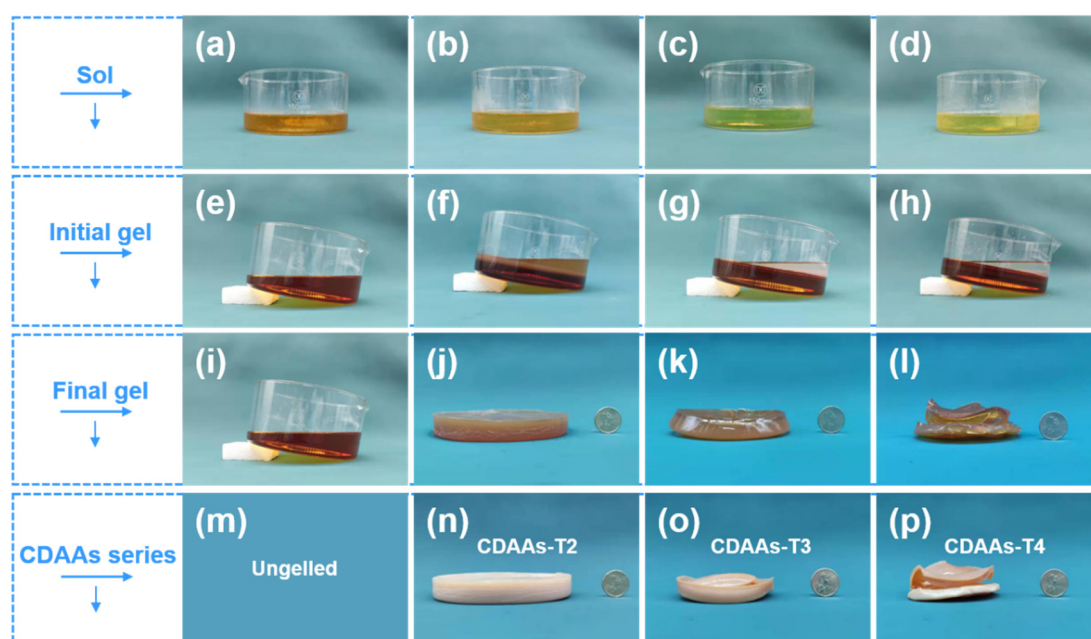 Sol
(a)
(b)
(c)
(d)
Initial gel
(e)
(f)
(g)
(h)
Final gel
(i)
(j)
(k)
(l)
CDAAs series
(m)
Ungelled
(n)
CDAAs-T2
(o)
CDAAs-T3
(p)
CDAAs-T4